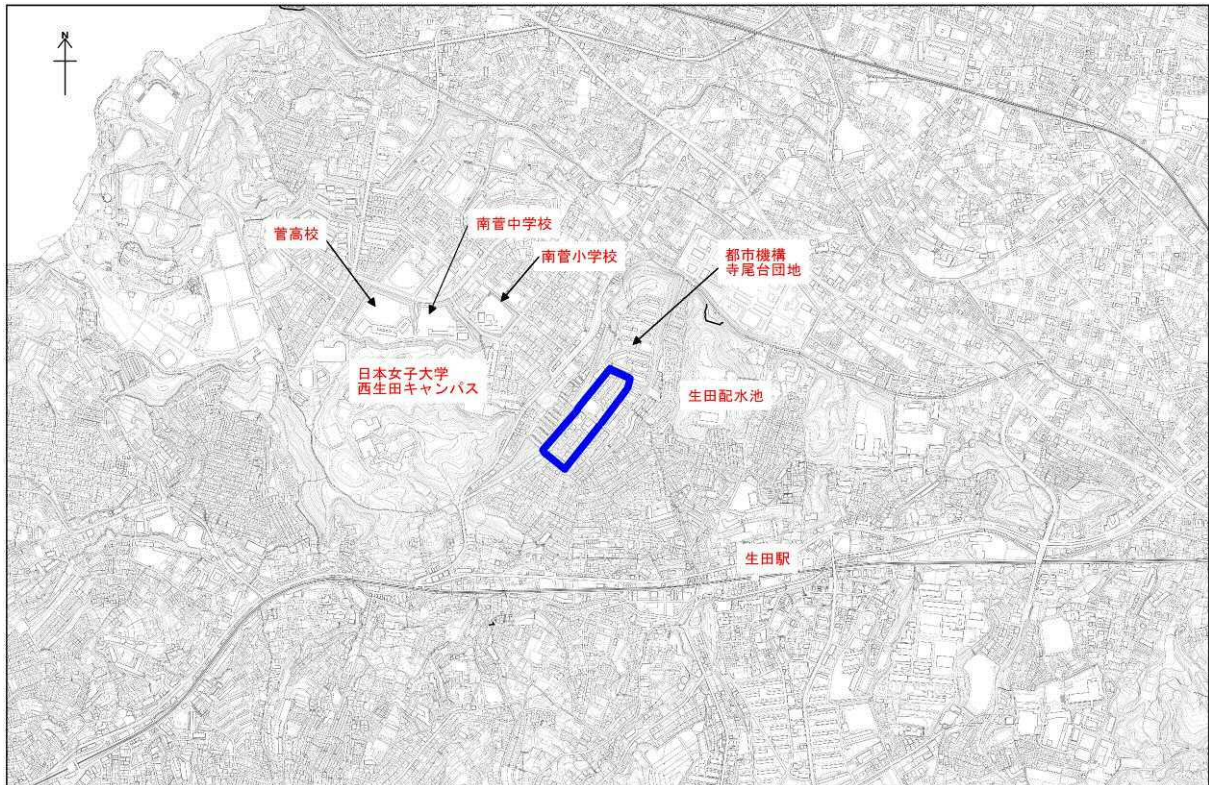 N
南菅中学校
菅高校
南菅小学校
都市機構
寺尾台団地
日本女子大学
西生田キャンパス
生田配水池
生田駅